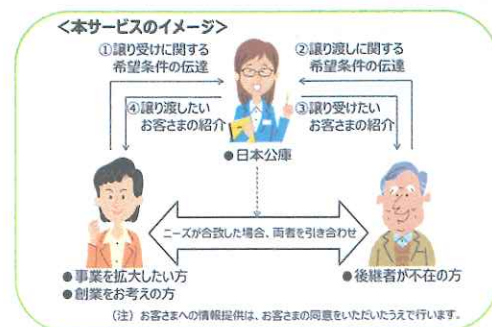 ＜本サービスのイメージ＞
①譲り受けに関する
希望条件の伝達
②譲り渡しに関する
希望条件の伝達
④譲り渡したい
お客さまの紹介
③譲り受けたい
お客さまの紹介
●日本公庫
ニーズが合致した場合、両者を引き合わせ
●事業を拡大したい方
●創業をお考えの方
●後継者が不在の方
（注） お客さまへの情報提供は、お客さまの同意をいただいたうえで行います。